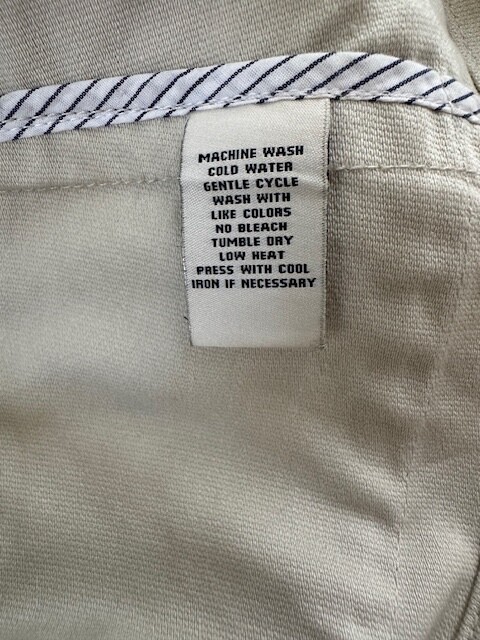 MACHINE WASH
COLD WATER
GENTLE CYCLE
WASH WITH
LIKE COLORS
NO BLEACH
TUMBLE DRY
LOW HEAT
PRESS WITH COOL
IRON IF NECESSARY